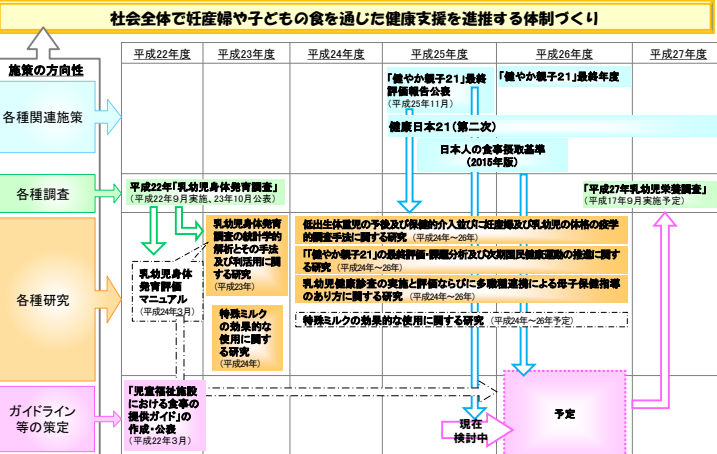 社会全体で妊産婦や子どもの食を通じた健康支援を推進する体制づくり
施策の方向性
平成22年度
平成23年度
平成24年度
平成25年度
平成26年度
平成27年度
各種関連施策
「健やか親子21」最終
評価報告公表
(平成25年11月)
「健やか親子21」最終年度
健康日本21(第二次)
日本人の食事摂取基準
(2015年版)
各種調査
平成22年「乳幼児身体発育調査」
(平成22年9月実施、23年10月公表)
「平成27年乳幼児栄養調査」
(平成17年9月実施予定)
各種研究
乳幼児身体
発育評価
マニュアル
(平成24年3月)
乳幼児身体発育
調査の統計学的
解析とその手法
及び利活用に関
する研究
(平成23年)
特殊ミルク
の効果的な
使用に関す
る研究
(平成24年)
低出生体重児の予後及び保健的介入並びに妊産婦及び乳幼児の体格の疫学
的調査手法に関する研究 (平成24年~26年)
「「健やか親子21」の最終評価・課題分析及び次期国民健康運動の推進に関す
る研究 (平成24年~26年)
乳幼児健康診査の実施と評価ならびに多職種連携による母子保健指導
のあり方に関する研究 (平成24年~26年)
特殊ミルクの効果的な使用に関する研究 (平成24年~26年予定)
ガイドライン
等の策定
「児童福祉施設
における食事の
提供ガイド」の
作成・公表
(平成22年3月)
現在
検討中
予定